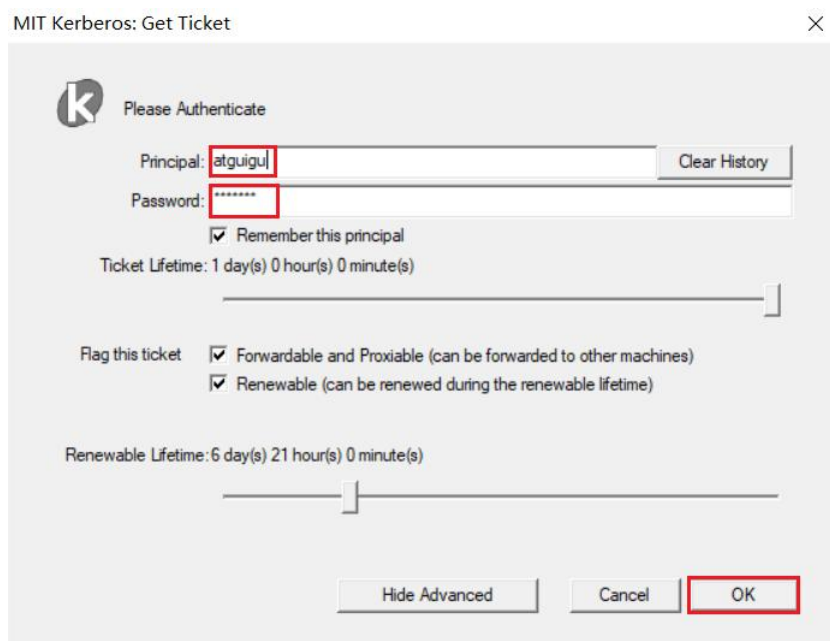 MIT Kerberos: Get Ticket
k
Please Authenticate
Principal: atguigu Clear History
Password: *******
Remember this principal
Ticket Lifetime: 1 day(s) 0 hour(s) 0 minute(s)
Flag this ticket Forwardable and Proxiable (can be forwarded to other machines)
Renewable (can be renewed during the renewable lifetime)
Renewable Lifetime: 6 day(s) 21 hour(s) 0 minute(s)
Hide Advanced Cancel OK